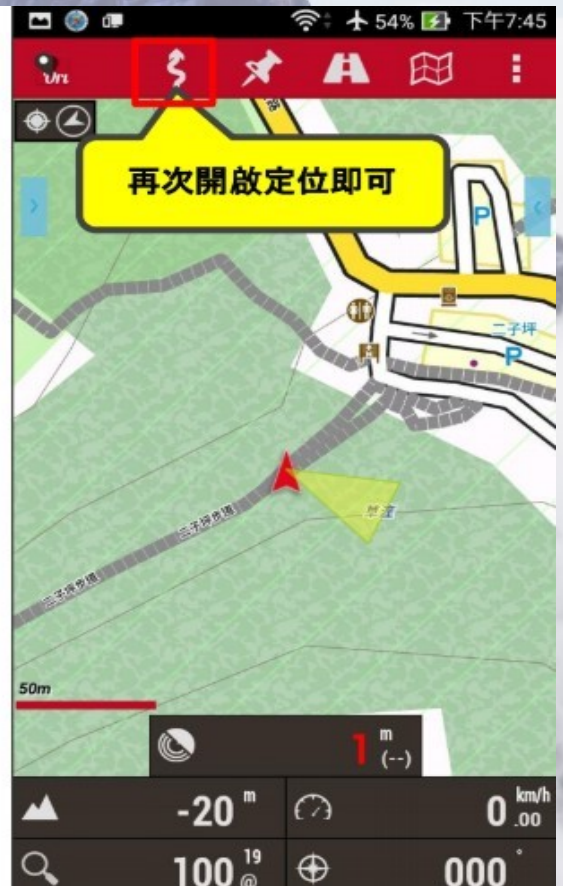 54% 下午7:45
再次開啟定位即可
P
二子坪
P
二子坪步道
二子坪步道
50m
1 m
(--)
-20 m
0 km/h
.00
100 19
@
000 °